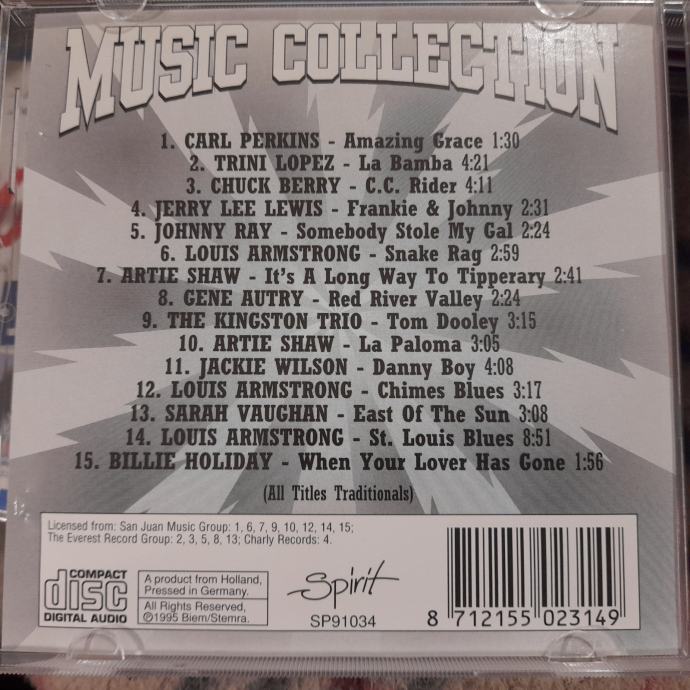 MUSIC COLLECTION
1. CARL PERKINS - Amazing Grace 1:30
2. TRINI LOPEZ - La Bamba 4:21
3. CHUCK BERRY - C.C. Rider 4:11
4. JERRY LEE LEWIS - Frankie & Johnny 2:31
5. JOHNNY RAY - Somebody Stole My Gal 2:24
6. LOUIS ARMSTRONG - Snake Rag 2:59
7. ARTIE SHAW - It's A Long Way To Tipperary 2:41
8. GENE AUTRY - Red River Valley 2:24
9. THE KINGSTON TRIO - Tom Dooley 3:15
10. ARTIE SHAW - La Paloma 3:05
11. JACKIE WILSON - Danny Boy 4:08
12. LOUIS ARMSTRONG - Chimes Blues 3:17
13. SARAH VAUGHAN - East Of The Sun 3:08
14. LOUIS ARMSTRONG - St. Louis Blues 8:51
15. BILLIE HOLIDAY - When Your Lover Has Gone 1:56
(All Titles Traditionals)
Licensed from: San Juan Music Group: 1, 6, 7, 9, 10, 12, 14, 15;
The Everest Record Group: 2, 3, 5, 8, 13; Charly Records: 4.
COMPACT
disc
DIGITAL AUDIO
A product from Holland,
Pressed in Germany.
All Rights Reserved,
℗1995 Biem/Stemra.
Spirit
SP91034
8 712155 023149